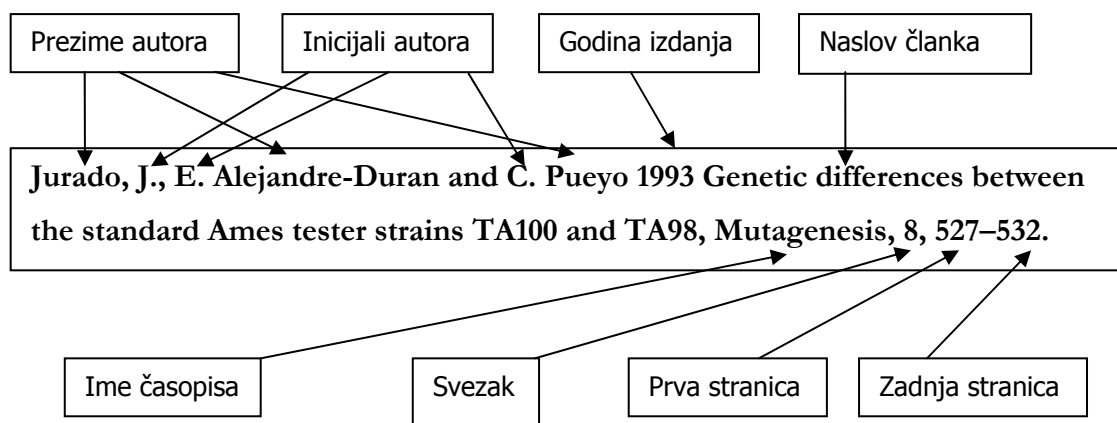 Prezime autora
Inicijali autora
Godina izdanja
Naslov članka
Jurado, J., E. Alejandre-Duran and C. Pueyo 1993 Genetic differences between
the standard Ames tester strains TA100 and TA98, Mutagenesis, 8, 527–532.
Ime časopisa
Svezak
Prva stranica
Zadnja stranica